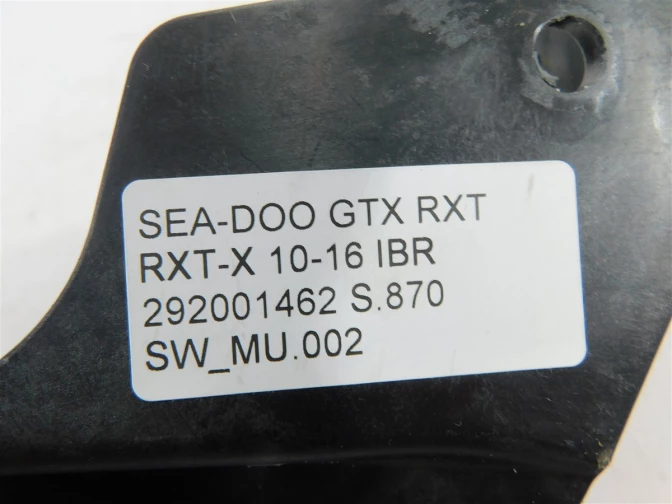 SEA-DOO GTX RXT
RXT-X 10-16 IBR
292001462 S.870
SW_MU.002